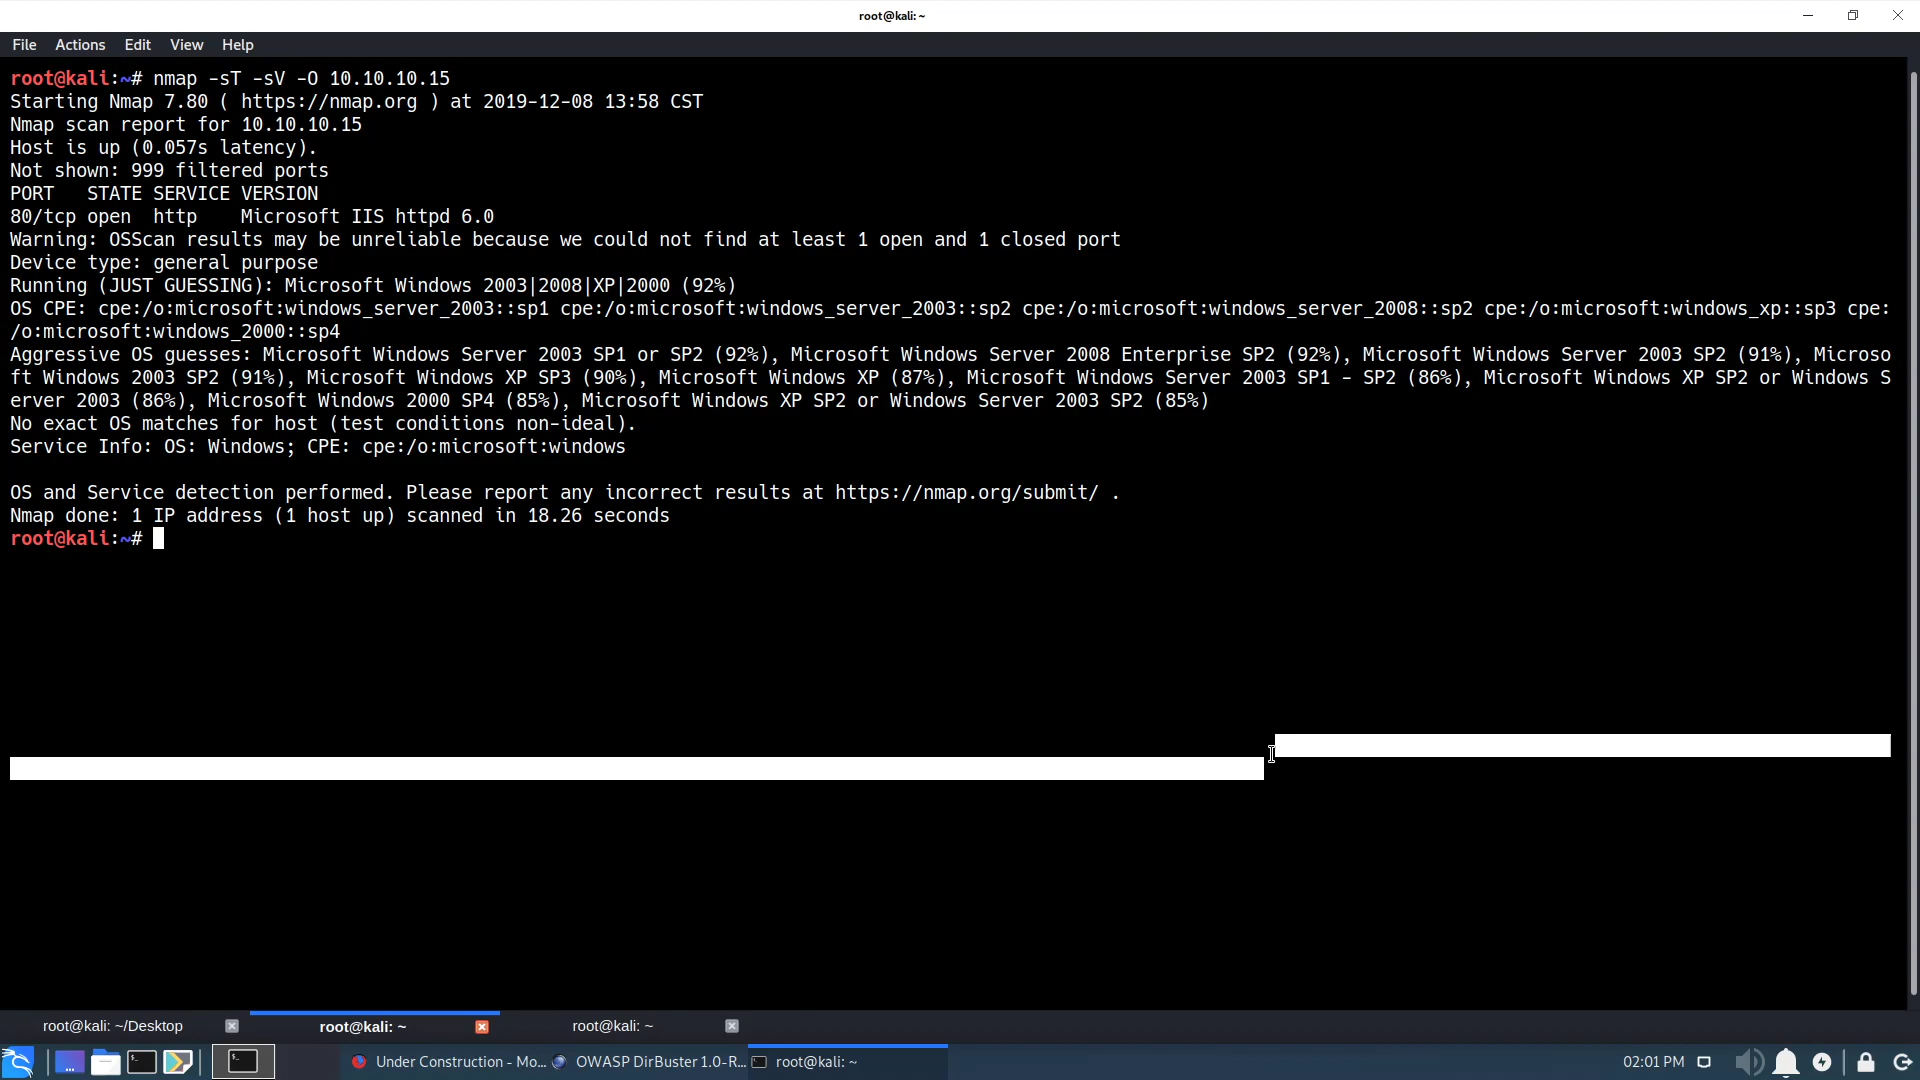 root@kali: ~
File Actions Edit View Help
root@kali:~# nmap -sT -sV -O 10.10.10.15
Starting Nmap 7.80 ( https://nmap.org ) at 2019-12-08 13:58 CST
Nmap scan report for 10.10.10.15
Host is up (0.057s latency).
Not shown: 999 filtered ports
PORT   STATE SERVICE VERSION
80/tcp open  http    Microsoft IIS httpd 6.0
Warning: OSScan results may be unreliable because we could not find at least 1 open and 1 closed port
Device type: general purpose
Running (JUST GUESSING): Microsoft Windows 2003|2008|XP|2000 (92%)
OS CPE: cpe:/o:microsoft:windows_server_2003::sp1 cpe:/o:microsoft:windows_server_2003::sp2 cpe:/o:microsoft:windows_server_2008::sp2 cpe:/o:microsoft:windows_xp::sp3 cpe:
/o:microsoft:windows_2000::sp4
Aggressive OS guesses: Microsoft Windows Server 2003 SP1 or SP2 (92%), Microsoft Windows Server 2008 Enterprise SP2 (92%), Microsoft Windows Server 2003 SP2 (91%), Microso
ft Windows 2003 SP2 (91%), Microsoft Windows XP SP3 (90%), Microsoft Windows XP (87%), Microsoft Windows Server 2003 SP1 - SP2 (86%), Microsoft Windows XP SP2 or Windows S
erver 2003 (86%), Microsoft Windows 2000 SP4 (85%), Microsoft Windows XP SP2 or Windows Server 2003 SP2 (85%)
No exact OS matches for host (test conditions non-ideal).
Service Info: OS: Windows; CPE: cpe:/o:microsoft:windows
OS and Service detection performed. Please report any incorrect results at https://nmap.org/submit/ .
Nmap done: 1 IP address (1 host up) scanned in 18.26 seconds
root@kali:~#
root@kali: ~/Desktop root@kali: ~ root@kali: ~
Under Construction - Mo... OWASP DirBuster 1.0-R... root@kali: ~ 02:01 PM